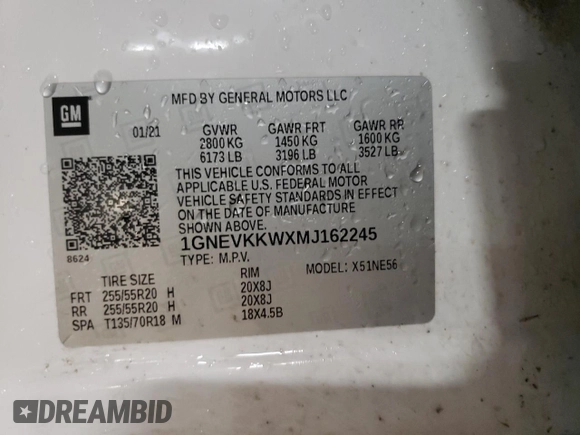 MFD BY GENERAL MOTORS LLC
GM
01/21 GVWR GAWR FRT GAWR RR
2800 KG 1450 KG 1600 KG
6173 LB 3196 LB 3527 LB
THIS VEHICLE CONFORMS TO ALL
APPLICABLE U.S. FEDERAL MOTOR
VEHICLE SAFETY STANDARDS IN EFFECT
ON THE DATE OF MANUFACTURE
SHOWN ABOVE.
8624
1GNEVKKWXMJ162245
TYPE: M.P.V. MODEL: X51NE56
TIRE SIZE RIM
FRT 255/55R20 H 20X8J
RR 255/55R20 H 20X8J
SPA T135/70R18 M 18X4.5B
DREAMBID